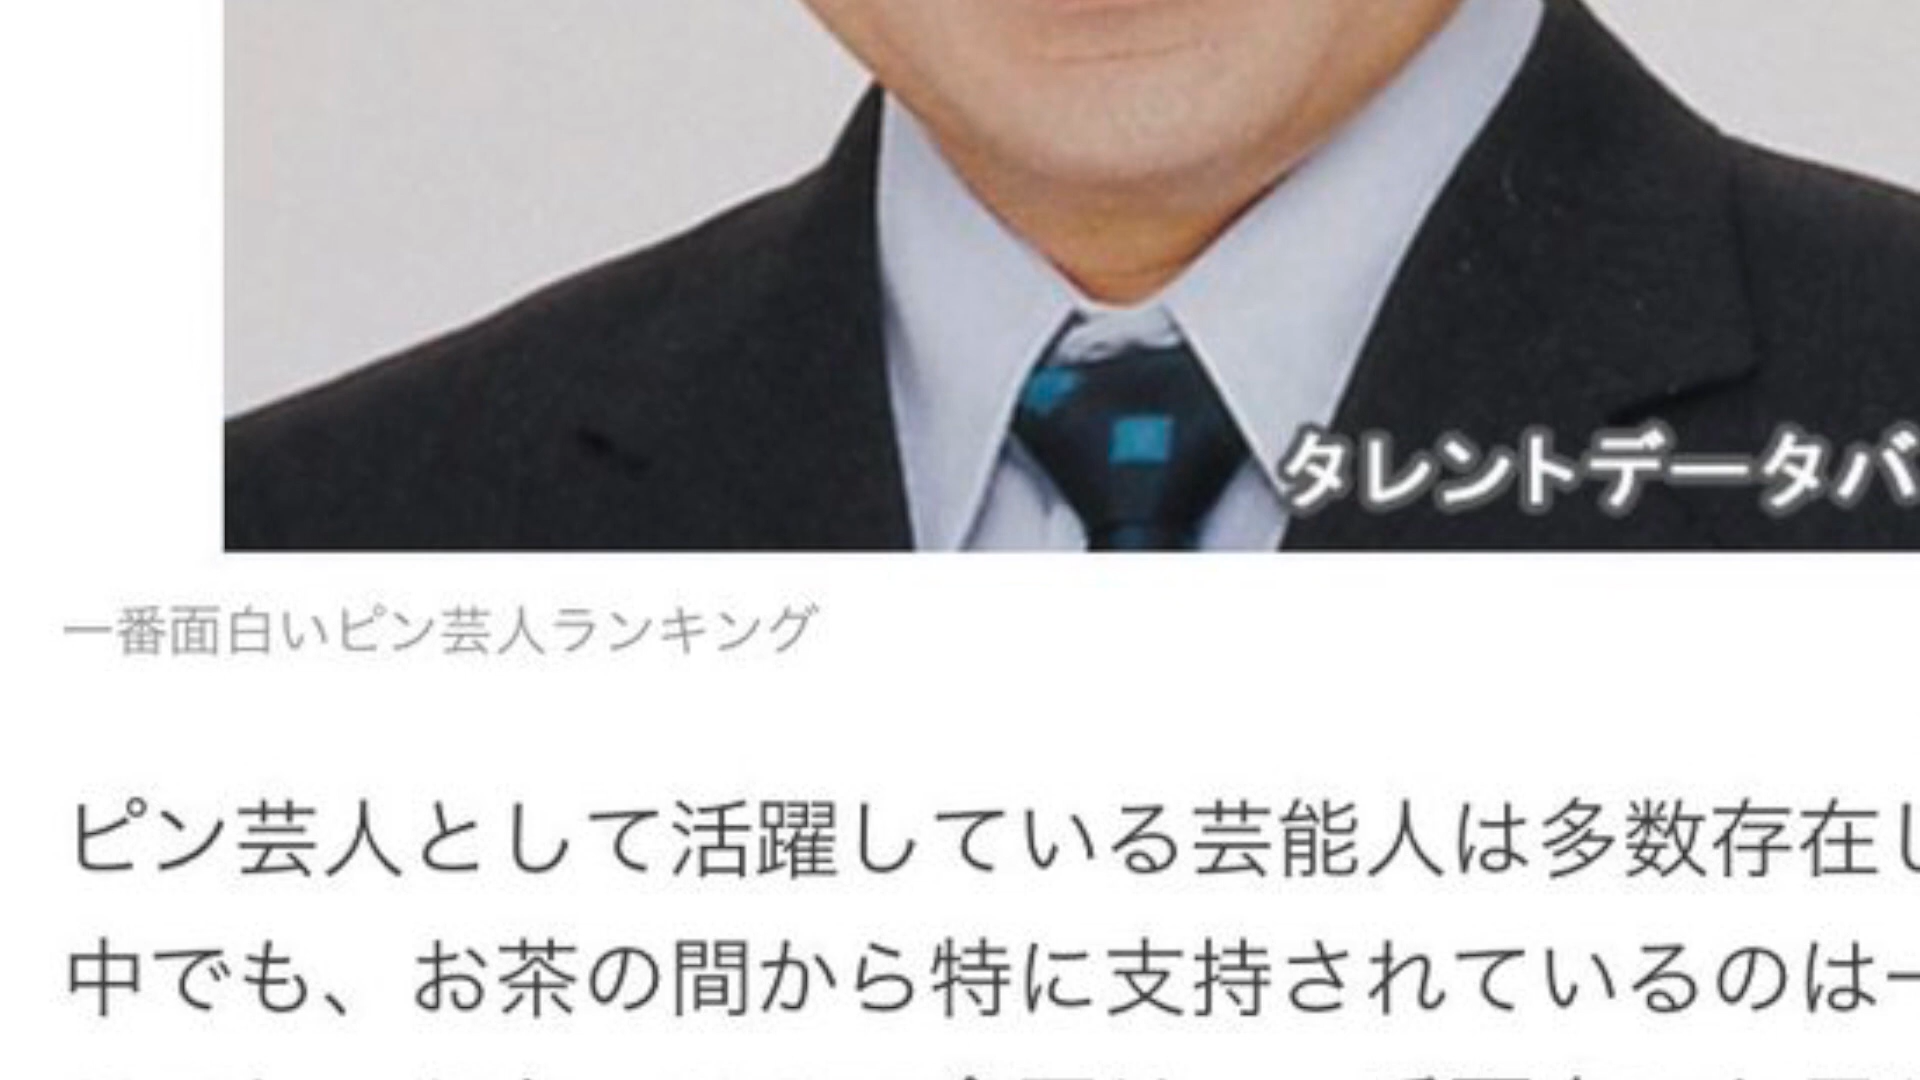 タレントデータバ
一番面白いピン芸人ランキング
ピン芸人として活躍している芸能人は多数存在し
中でも、お茶の間から特に支持されているのは一